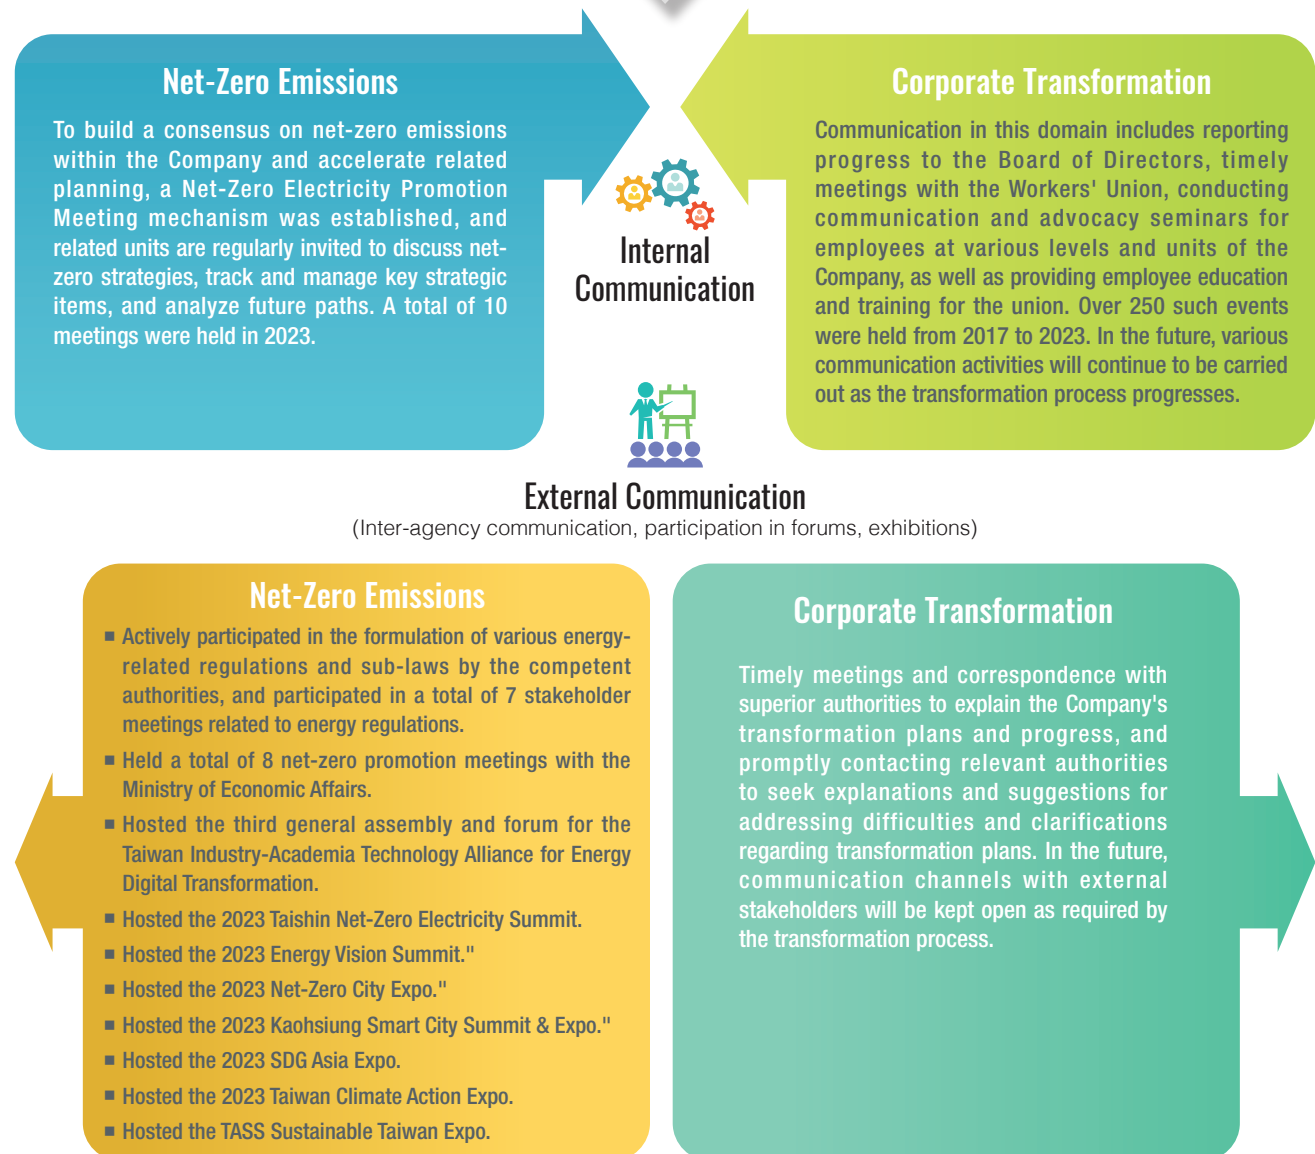 Net-Zero Emissions
To build a consensus on net-zero emissions
within the Company and accelerate related
planning, a Net-Zero Electricity Promotion
Meeting mechanism was established, and
related units are regularly invited to discuss net-
zero strategies, track and manage key strategic
items, and analyze future paths. A total of 10
meetings were held in 2023.
Corporate Transformation
Communication in this domain includes reporting
progress to the Board of Directors, timely
meetings with the Workers' Union, conducting
communication and advocacy seminars for
employees at various levels and units of the
Company, as well as providing employee education
and training for the union. Over 250 such events
were held from 2017 to 2023. In the future, various
communication activities will continue to be carried
out as the transformation process progresses.
Internal
Communication
External Communication
(Inter-agency communication, participation in forums, exhibitions)
Net-Zero Emissions
■ Actively participated in the formulation of various energy-
related regulations and sub-laws by the competent
authorities, and participated in a total of 7 stakeholder
meetings related to energy regulations.
■ Held a total of 8 net-zero promotion meetings with the
Ministry of Economic Affairs.
■ Hosted the third general assembly and forum for the
Taiwan Industry-Academia Technology Alliance for Energy
Digital Transformation.
■ Hosted the 2023 Taishin Net-Zero Electricity Summit.
■ Hosted the 2023 Energy Vision Summit."
■ Hosted the 2023 Net-Zero City Expo."
■ Hosted the 2023 Kaohsiung Smart City Summit & Expo."
■ Hosted the 2023 SDG Asia Expo.
■ Hosted the 2023 Taiwan Climate Action Expo.
■ Hosted the TASS Sustainable Taiwan Expo.
Corporate Transformation
Timely meetings and correspondence with
superior authorities to explain the Company's
transformation plans and progress, and
promptly contacting relevant authorities
to seek explanations and suggestions for
addressing difficulties and clarifications
regarding transformation plans. In the future,
communication channels with external
stakeholders will be kept open as required by
the transformation process.